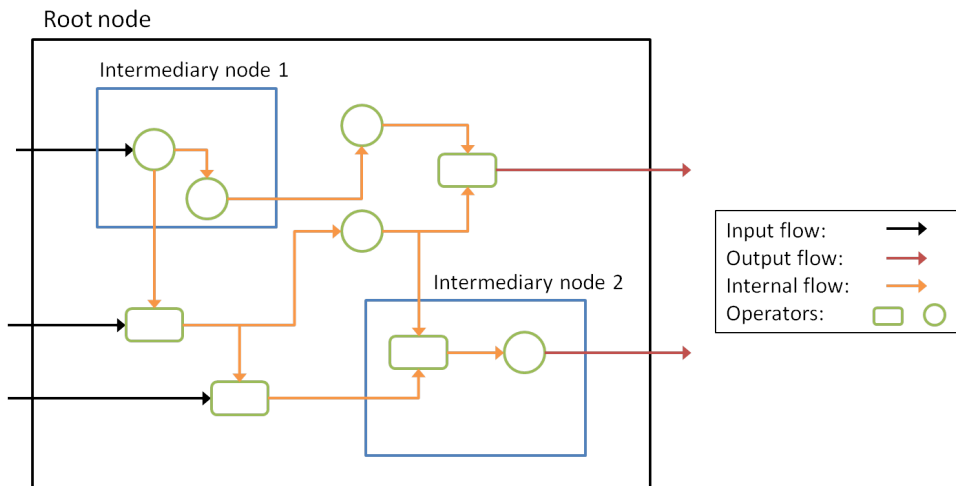 Root node
Intermediary node 1
Intermediary node 2
Input flow:
Output flow:
Internal flow:
Operators: